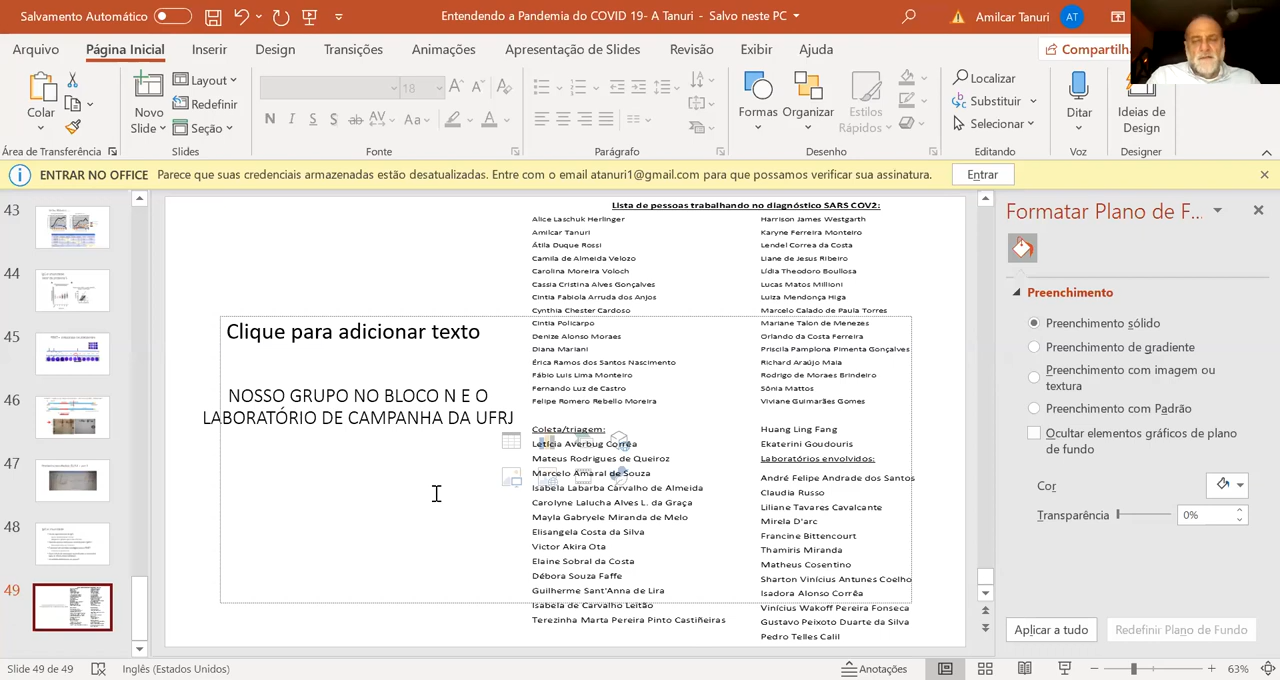 Salvamento Automático
Entendendo a Pandemia do COVID 19- A Tanuri - Salvo neste PC
Amilcar Tanuri AT
Arquivo Página Inicial Inserir Design Transições Animações Apresentação de Slides Revisão Exibir Ajuda Compartilha
Colar
Novo Slide
Layout
Redefinir
Seção
18
N I S S ab AV Aa A
Formas
Organizar
Estilos Rápidos
Localizar
Substituir
Selecionar
Ditar
Ideias de Design
Área de Transferência Slides Fonte Parágrafo Desenho Editando Voz Designer
ENTRAR NO OFFICE Parece que suas credenciais armazenadas estão desatualizadas. Entre com o email atanuri1@gmail.com para que possamos verificar sua assinatura. Entrar
43
44
45
46
47
48
49
Clique para adicionar texto
NOSSO GRUPO NO BLOCO N E O
LABORATÓRIO DE CAMPANHA DA UFRJ
Lista de pessoas trabalhando no diagnóstico SARS COV2:
Alice Laschuk Herlinger
Amilcar Tanuri
Átila Duque Rossi
Camila de Almeida Velozo
Carolina Moreira Voloch
Cassia Cristina Alves Gonçalves
Cintia Fabiola Arruda dos Anjos
Cynthia Chester Cardoso
Cintia Policarpo
Denize Alonso Moraes
Diana Mariani
Érica Ramos dos Santos Nascimento
Fábio Luis Lima Monteiro
Fernando Luz de Castro
Felipe Romero Rebello Moreira
Coleta/triagem:
Letícia Averbug Corrêa
Mateus Rodrigues de Queiroz
Marcelo Amaral de Souza
Isabela Labarba Carvalho de Almeida
Carolyne Lalucha Alves L. da Graça
Mayla Gabryele Miranda de Melo
Elisangela Costa da Silva
Victor Akira Ota
Elaine Sobral da Costa
Débora Souza Faffe
Guilherme Sant'Anna de Lira
Isabela de Carvalho Leitão
Terezinha Marta Pereira Pinto Castiñeiras
Harrison James Westgarth
Karyne Ferreira Monteiro
Lendel Correa da Costa
Liane de Jesus Ribeiro
Lídia Theodoro Boullosa
Lucas Matos Millioni
Luiza Mendonça Higa
Marcelo Calado de Paula Torres
Mariane Talon de Menezes
Orlando da Costa Ferreira
Priscila Pamplona Pimenta Gonçalves
Richard Araújo Maia
Rodrigo de Moraes Brindeiro
Sônia Mattos
Viviane Guimarães Gomes
Huang Ling Fang
Ekaterini Goudouris
Laboratórios envolvidos:
André Felipe Andrade dos Santos
Claudia Russo
Liliane Tavares Cavalcante
Mirela D'arc
Francine Bittencourt
Thamiris Miranda
Matheus Cosentino
Sharton Vinícius Antunes Coelho
Isadora Alonso Corrêa
Vinícius Wakoff Pereira Fonseca
Gustavo Peixoto Duarte da Silva
Pedro Telles Calil
Formatar Plano de F...
Preenchimento
Preenchimento sólido
Preenchimento de gradiente
Preenchimento com imagem ou
textura
Preenchimento com Padrão
Ocultar elementos gráficos de plano
de fundo
Cor
Transparência 0%
Aplicar a tudo Redefinir Plano de Fundo
Slide 49 de 49 Inglês (Estados Unidos) Anotações 63%